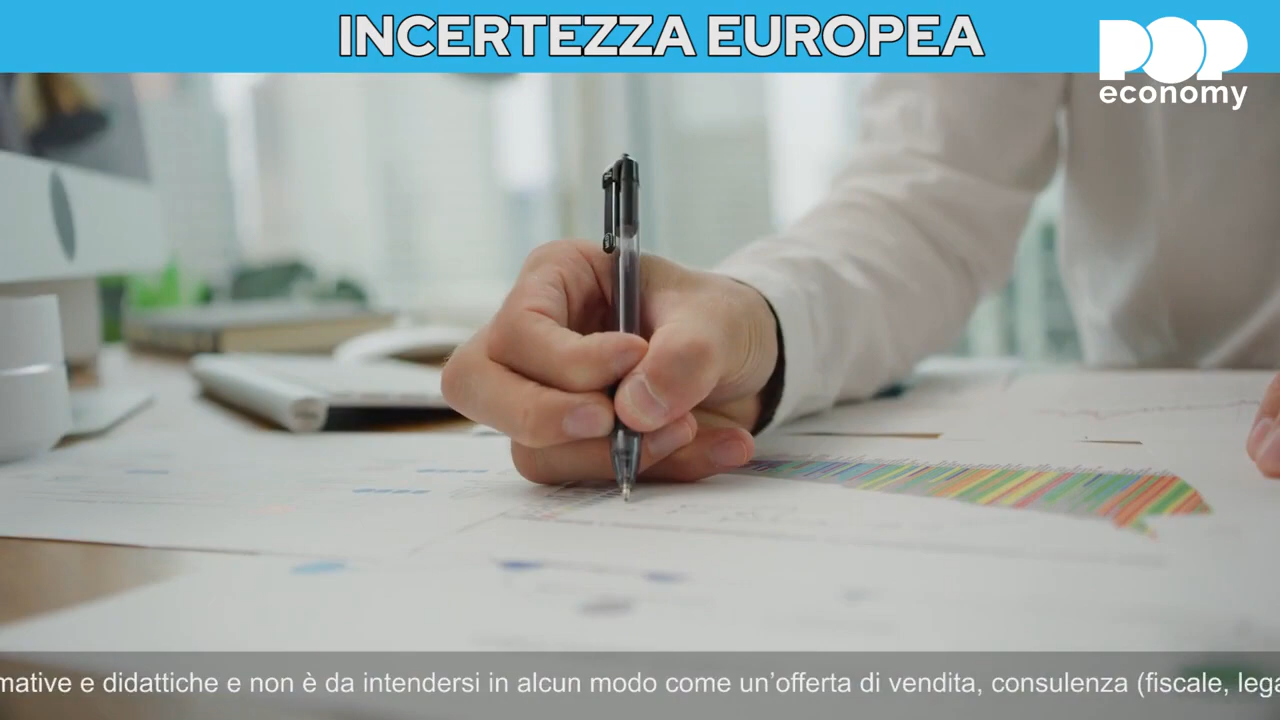 INCERTEZZA EUROPEA
POP
economy
mative e didattiche e non è da intendersi in alcun modo come un'offerta di vendita, consulenza (fiscale, lega